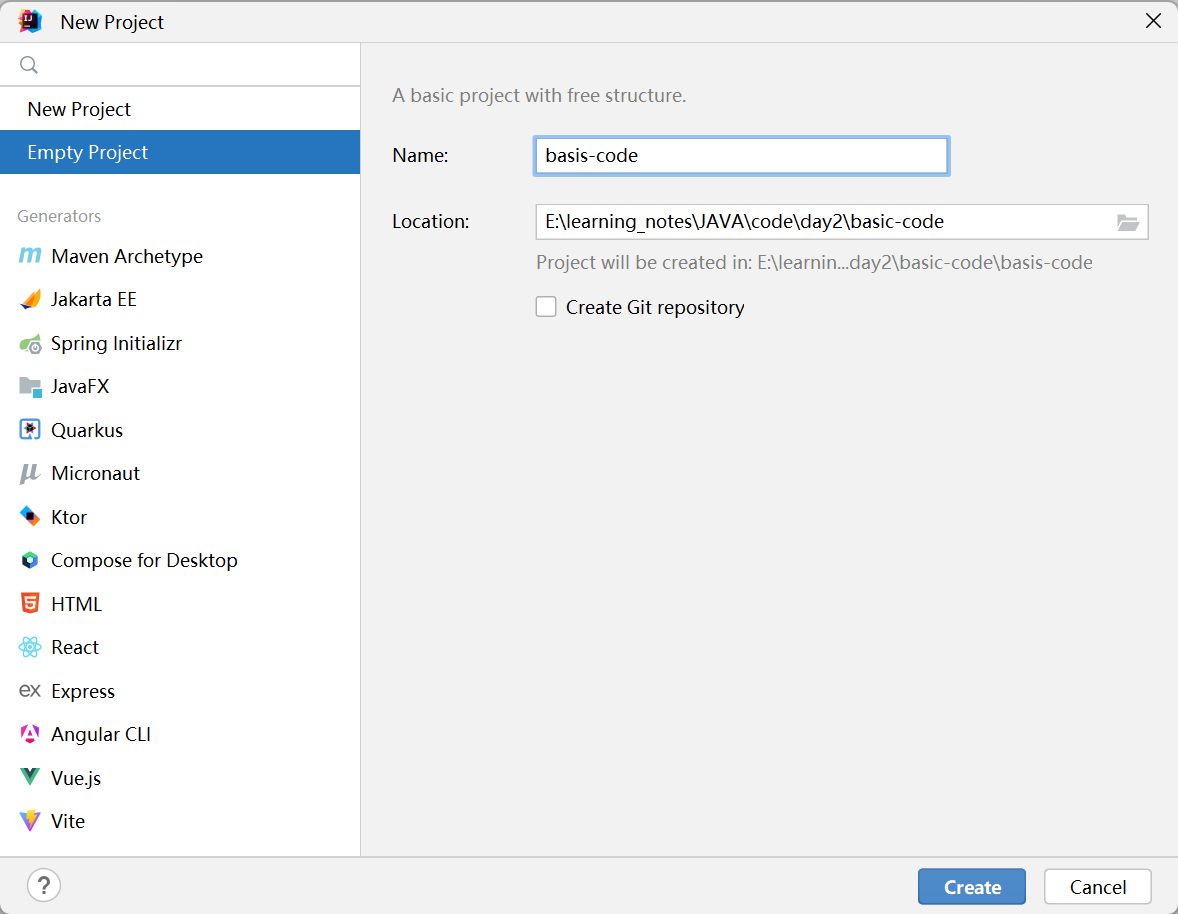 New Project
New Project
Empty Project
Generators
Maven Archetype
Jakarta EE
Spring Initializr
JavaFX
Quarkus
Micronaut
Ktor
Compose for Desktop
HTML
React
Express
Angular CLI
Vue.js
Vite
A basic project with free structure.
Name: basis-code
Location: E:\learning_notes\JAVA\code\day2\basic-code
Project will be created in: E:\learnin...day2\basic-code\basis-code
Create Git repository
?
Create Cancel